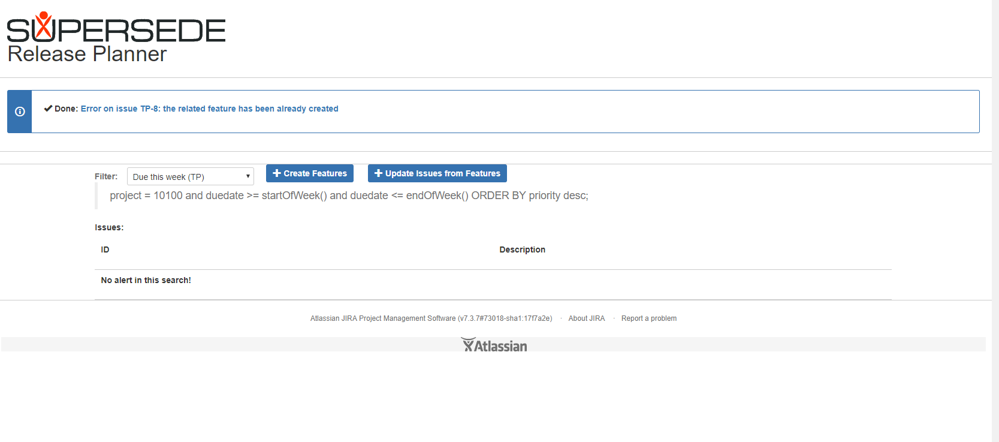 SUPERSEDE
Release Planner
Done: Error on issue TP-8: the related feature has been already created
Filter: Due this week (TP) Create Features Update Issues from Features
project = 10100 and duedate >= startOfWeek() and duedate <= endOfWeek() ORDER BY priority desc;
Issues:
ID Description
No alert in this search!
Atlassian JIRA Project Management Software (v7.3.7#73018-sha1:17f7a2e) · About JIRA · Report a problem
Atlassian